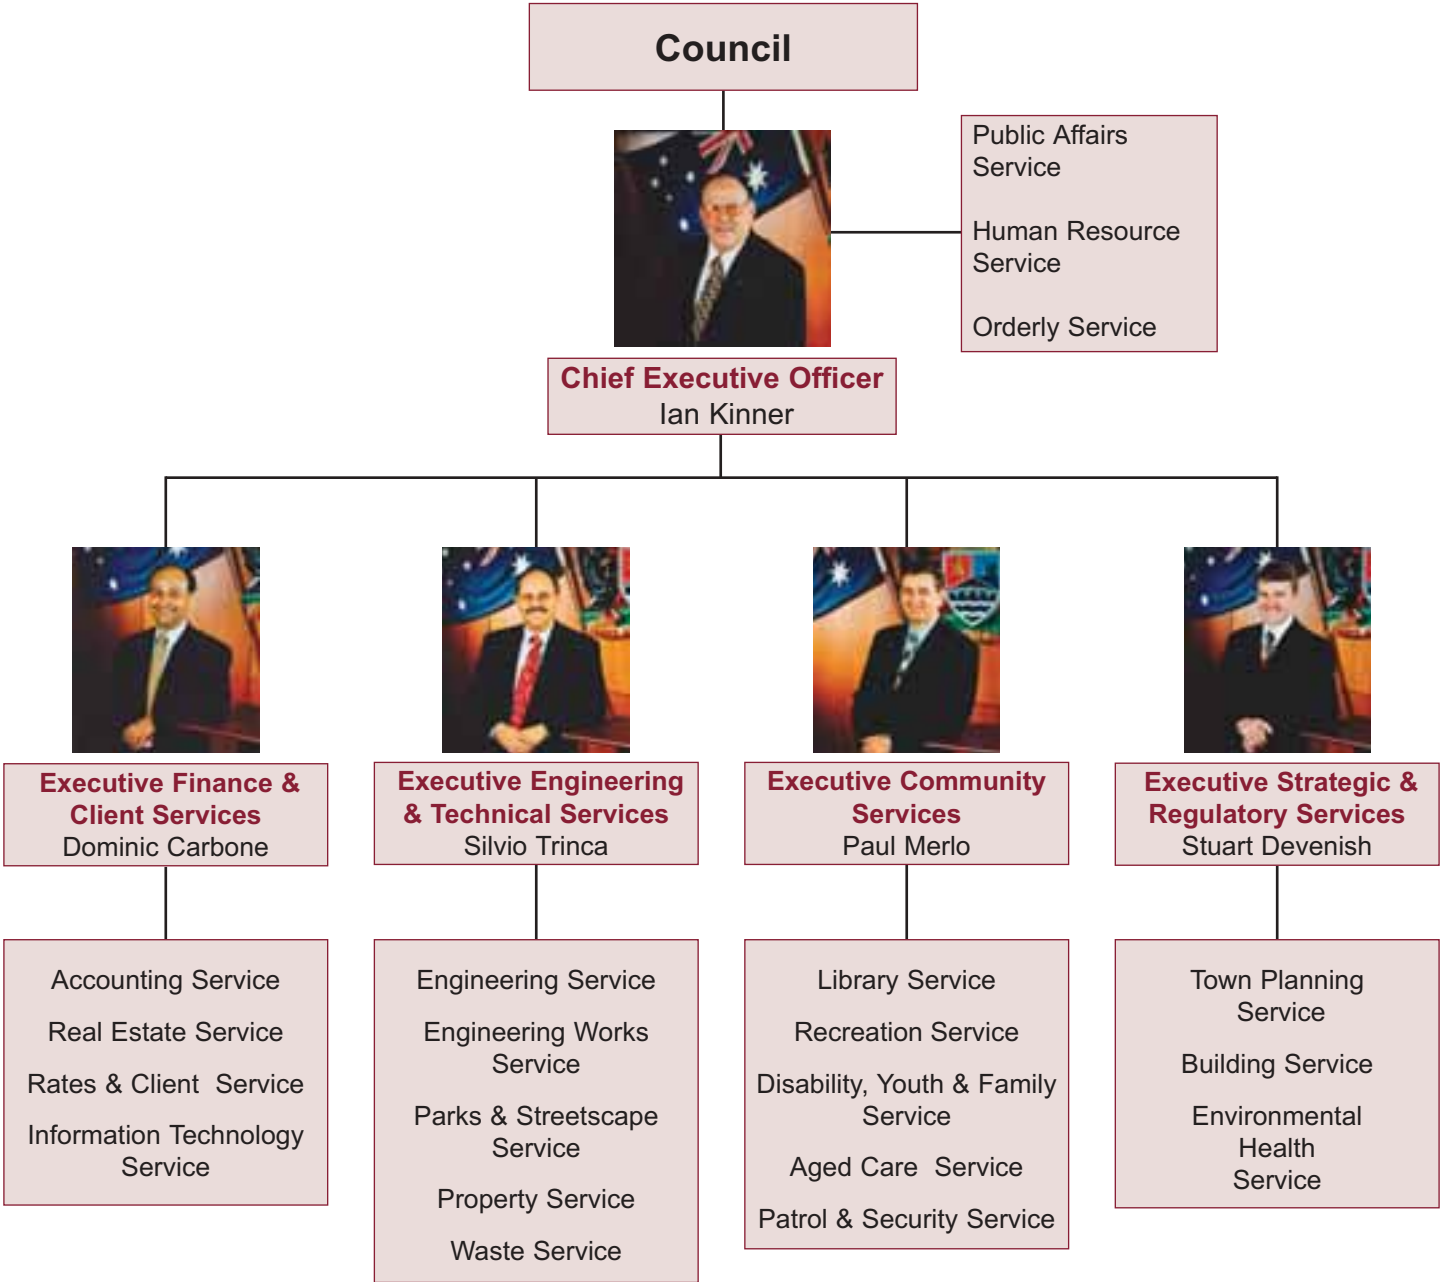 Council
Public Affairs
Service
Human Resource
Service
Orderly Service
Chief Executive Officer
Ian Kinner
Executive Finance &
Client Services
Dominic Carbone
Executive Engineering
& Technical Services
Silvio Trinca
Executive Community
Services
Paul Merlo
Executive Strategic &
Regulatory Services
Stuart Devenish
Accounting Service
Real Estate Service
Rates & Client Service
Information Technology
Service
Engineering Service
Engineering Works
Service
Parks & Streetscape
Service
Property Service
Waste Service
Library Service
Recreation Service
Disability, Youth & Family
Service
Aged Care Service
Patrol & Security Service
Town Planning
Service
Building Service
Environmental
Health
Service